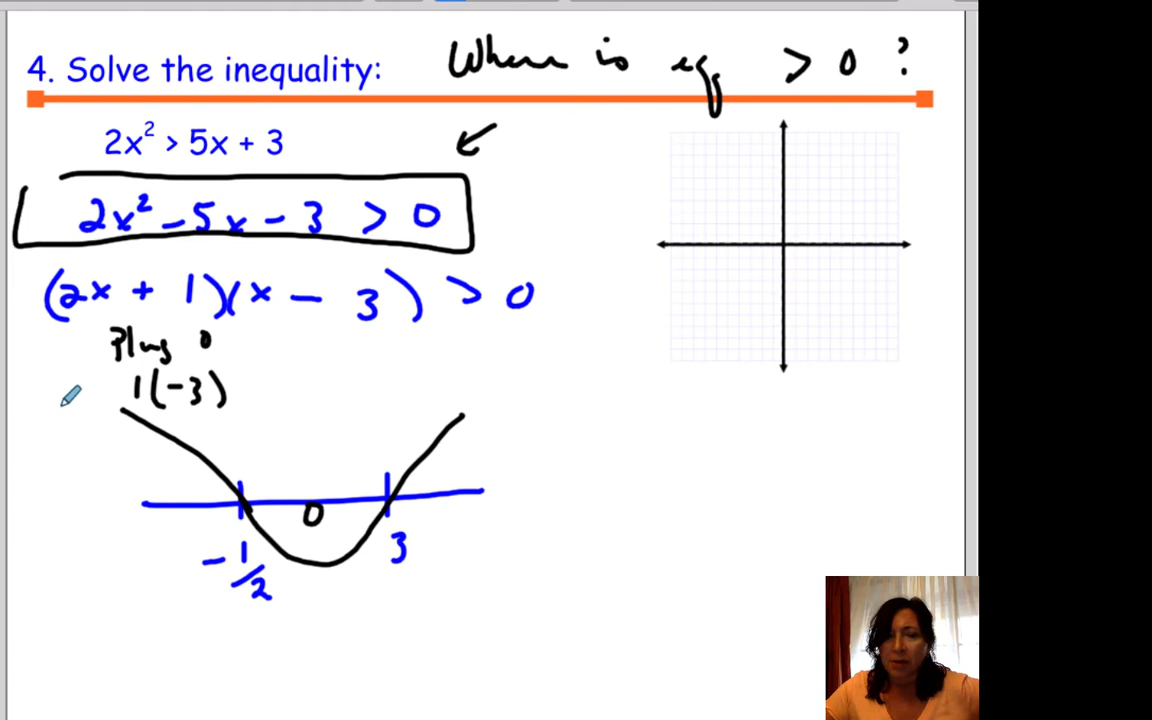 4. Solve the inequality: Where is eq > 0 ?
2x² > 5x + 3
2x² - 5x - 3 > 0
(2x + 1)(x - 3) > 0
Plug 0
1(-3)
0
-1/2 3